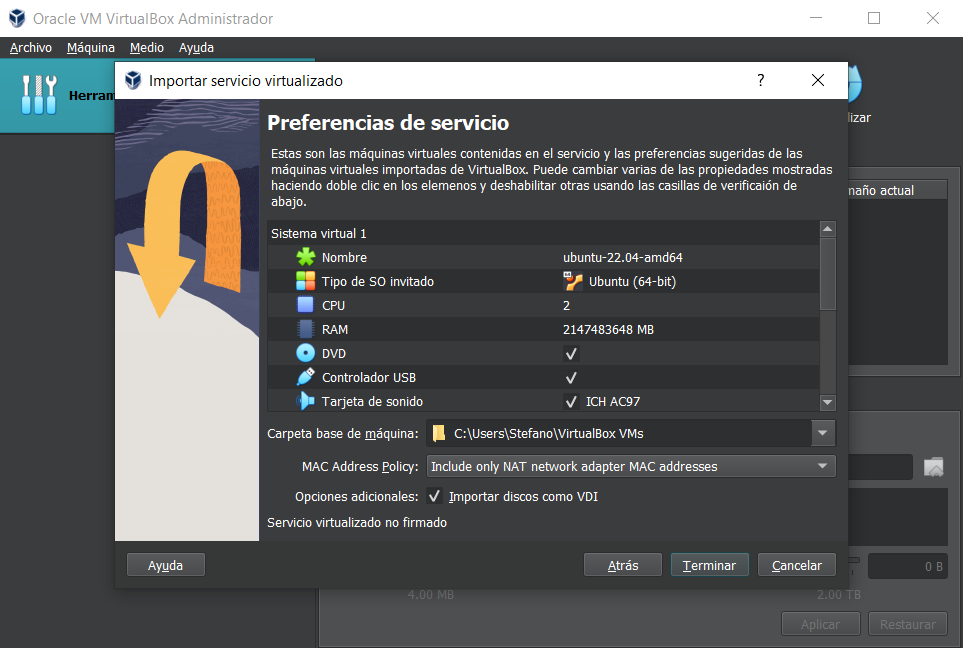 Oracle VM VirtualBox Administrador
Archivo Máquina Medio Ayuda
Importar servicio virtualizado ?
Herram
lizar
Preferencias de servicio
Estas son las máquinas virtuales contenidas en el servicio y las preferencias sugeridas de las
máquinas virtuales importadas de VirtualBox. Puede cambiar varias de las propiedades mostradas
haciendo doble clic en los elemenos y deshabilitar otras usando las casillas de verificaión de
abajo.
maño actual
Sistema virtual 1
Nombre ubuntu-22.04-amd64
Tipo de SO invitado Ubuntu (64-bit)
CPU 2
RAM 2147483648 MB
DVD
Controlador USB
Tarjeta de sonido ICH AC97
Carpeta base de máquina: C:\Users\Stefano\VirtualBox VMs
MAC Address Policy: Include only NAT network adapter MAC addresses
Opciones adicionales: Importar discos como VDI
Servicio virtualizado no firmado
Ayuda Atrás Terminar Cancelar
0 B
4.00 MB 2.00 TB
Aplicar Restaurar